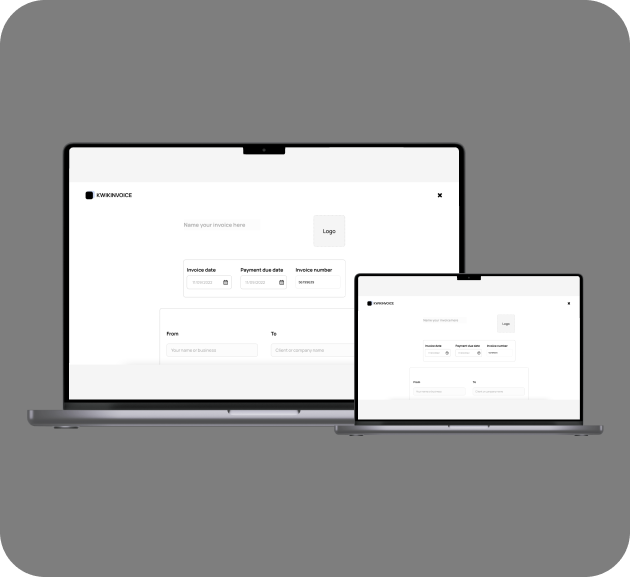 KWIKINVOICE
Name your invoice here
Logo
Invoice date Payment due date Invoice number
From To
Your name or business Client or company name
KWIKINVOICE
Name your invoice here
Logo
Invoice date Payment due date Invoice number
From To